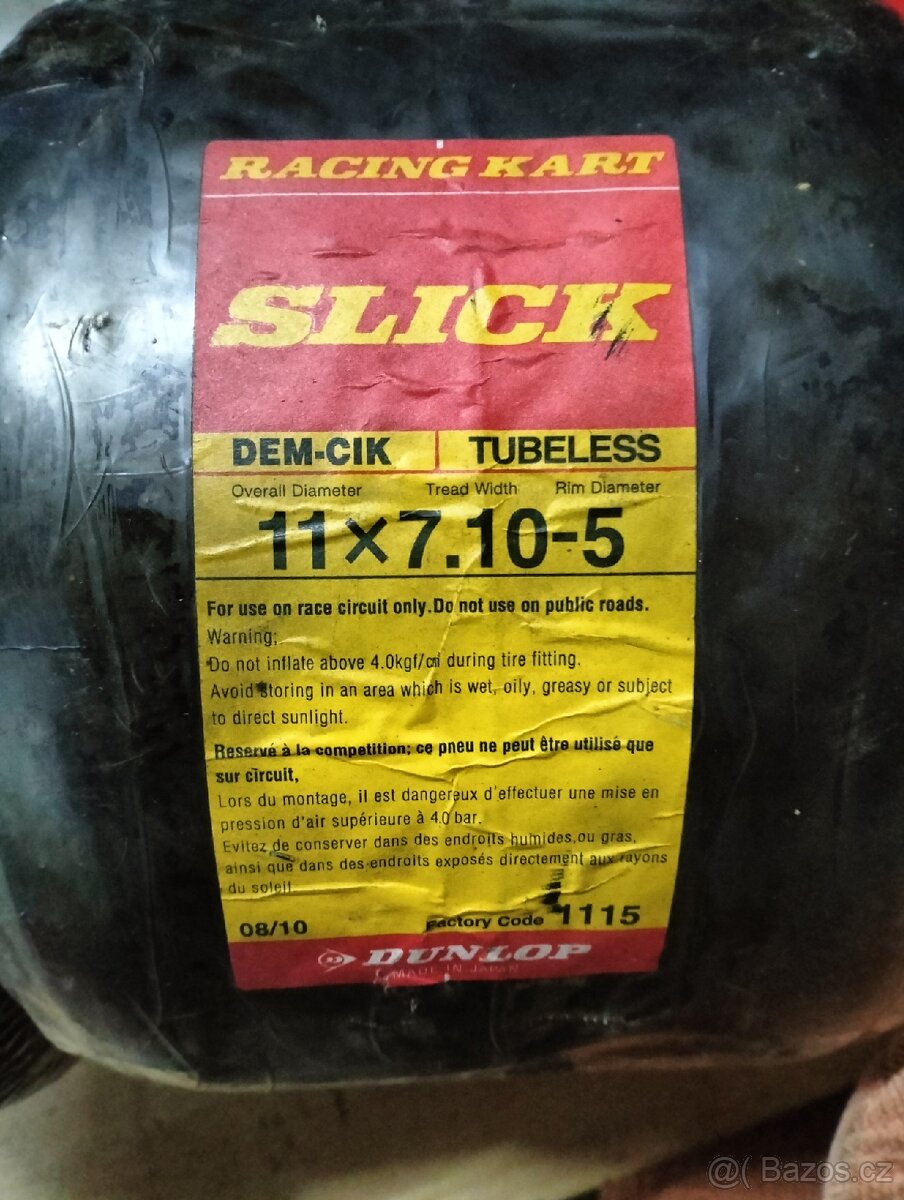 RACING KART
SLICK
DEM-CIK TUBELESS
Overall Diameter Tread Width Rim Diameter
11×7.10-5
For use on race circuit only.Do not use on public roads.
Warning;
Do not inflate above 4.0kgf/㎠ during tire fitting.
Avoid storing in an area which is wet, oily, greasy or subject
to direct sunlight.
Reservé à la competition; ce pneu ne peut être utilisé que
sur circuit,
Lors du montage, il est dangereux d'effectuer une mise en
pression d'air supérieure à 4.0 bar.
Evitez de conserver dans des endroits humides,ou gras,
ainsi que dans des endroits exposés directement aux rayons
du soleil
08/10 Factory Code 1115
DUNLOP
MADE IN JAPAN
@( Bazos.cz